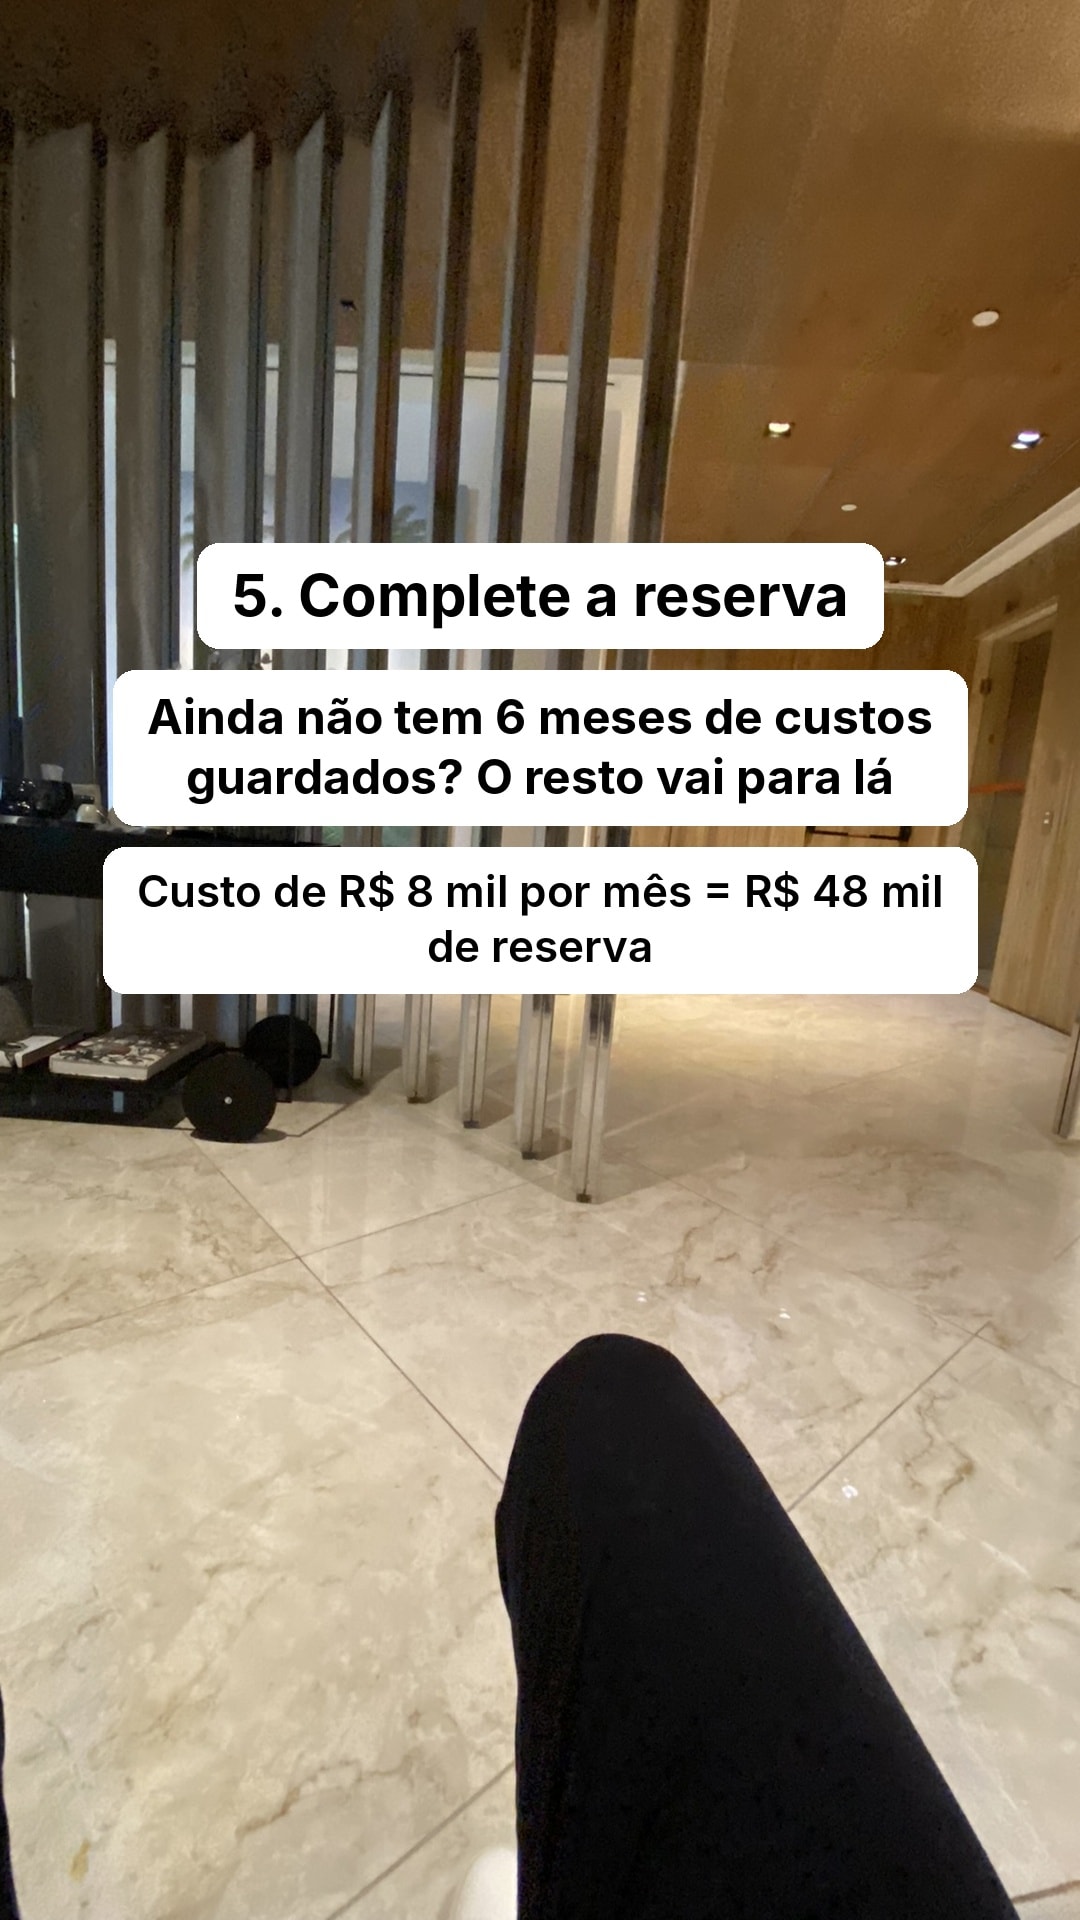 5. Complete a reserva
Ainda não tem 6 meses de custos
guardados? O resto vai para lá
Custo de R$ 8 mil por mês = R$ 48 mil
de reserva